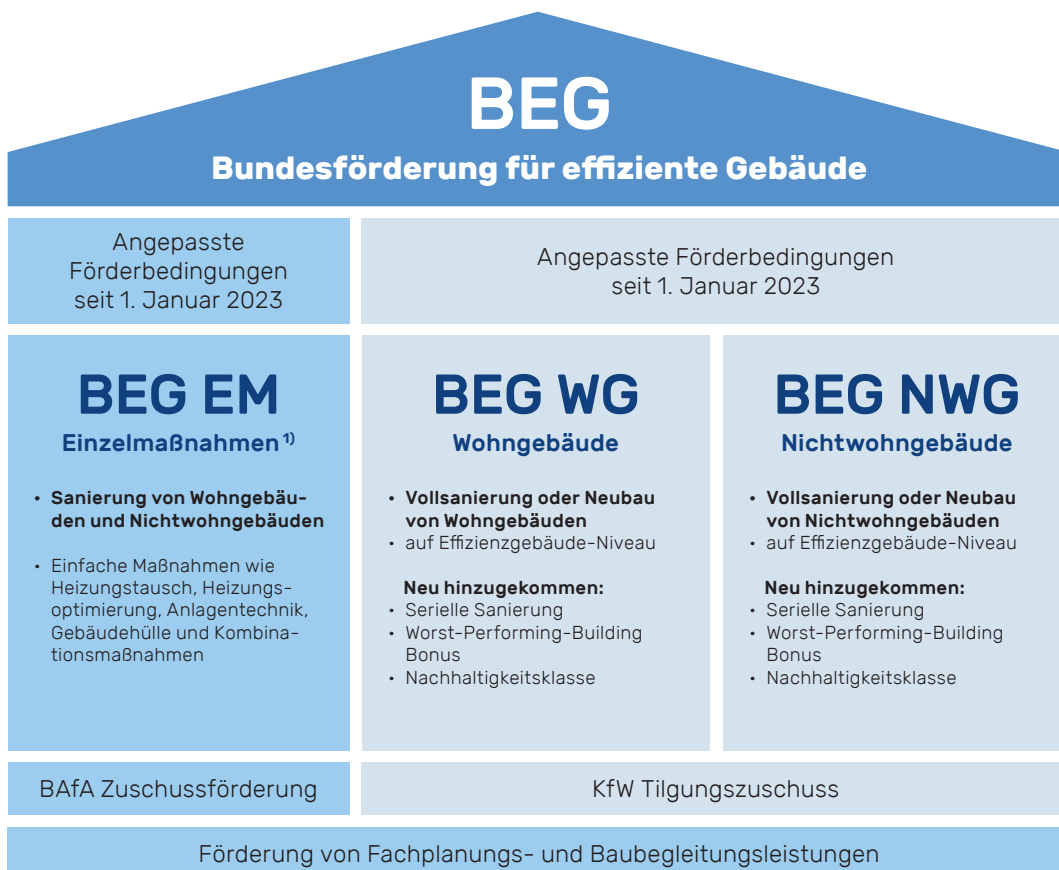 BEG
Bundesförderung für effiziente Gebäude
Angepasste
Förderbedingungen
seit 1. Januar 2023
Angepasste Förderbedingungen
seit 1. Januar 2023
BEG EM
Einzelmaßnahmen 1)
• Sanierung von Wohngebäu-
den und Nichtwohngebäuden
• Einfache Maßnahmen wie
Heizungstausch, Heizungs-
optimierung, Anlagentechnik,
Gebäudehülle und Kombina-
tionsmaßnahmen
BEG WG
Wohngebäude
• Vollsanierung oder Neubau
von Wohngebäuden
• auf Effizienzgebäude-Niveau
Neu hinzugekommen:
• Serielle Sanierung
• Worst-Performing-Building
Bonus
• Nachhaltigkeitsklasse
BEG NWG
Nichtwohngebäude
• Vollsanierung oder Neubau
von Nichtwohngebäuden
• auf Effizienzgebäude-Niveau
Neu hinzugekommen:
• Serielle Sanierung
• Worst-Performing-Building
Bonus
• Nachhaltigkeitsklasse
BAfA Zuschussförderung
KfW Tilgungszuschuss
Förderung von Fachplanungs- und Baubegleitungsleistungen